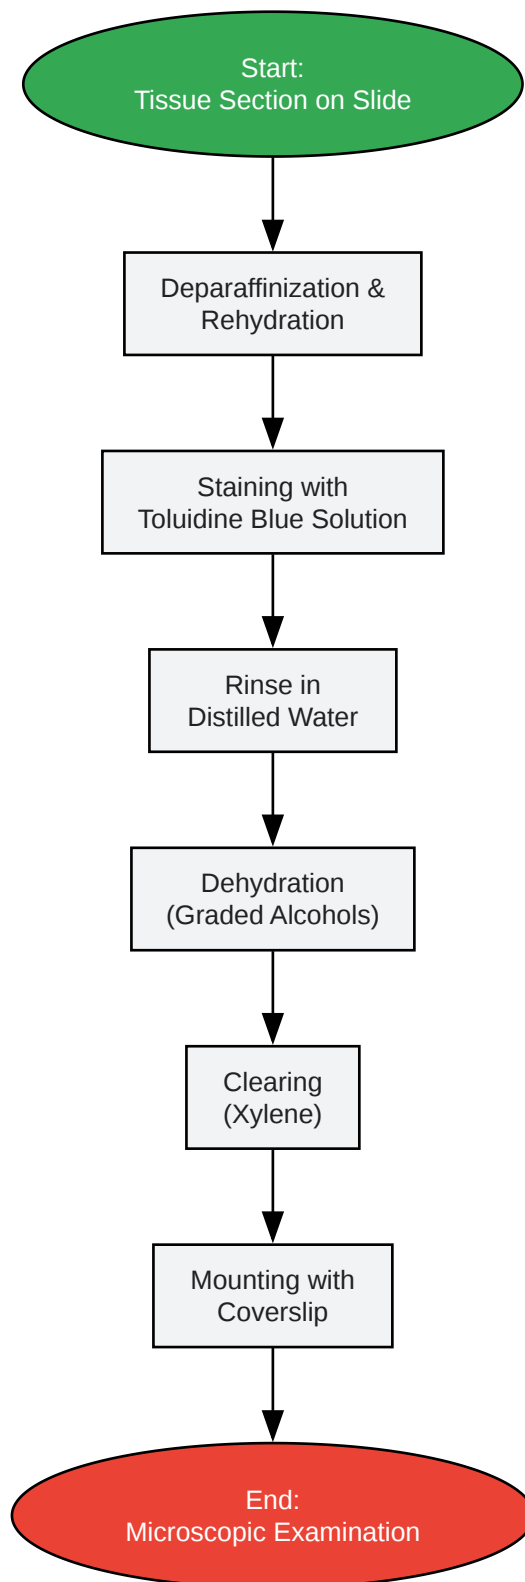 Start:
Tissue Section on Slide
Deparaffinization &
Rehydration
Staining with
Toluidine Blue Solution
Rinse in
Distilled Water
Dehydration
(Graded Alcohols)
Clearing
(Xylene)
Mounting with
Coverslip
End:
Microscopic Examination